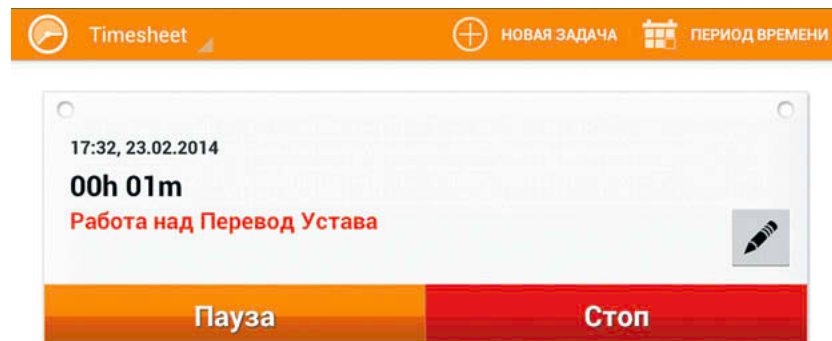 Timesheet НОВАЯ ЗАДАЧА ПЕРИОД ВРЕМЕНИ
17:32, 23.02.2014
00h 01m
Работа над Перевод Устава
Пауза Стоп